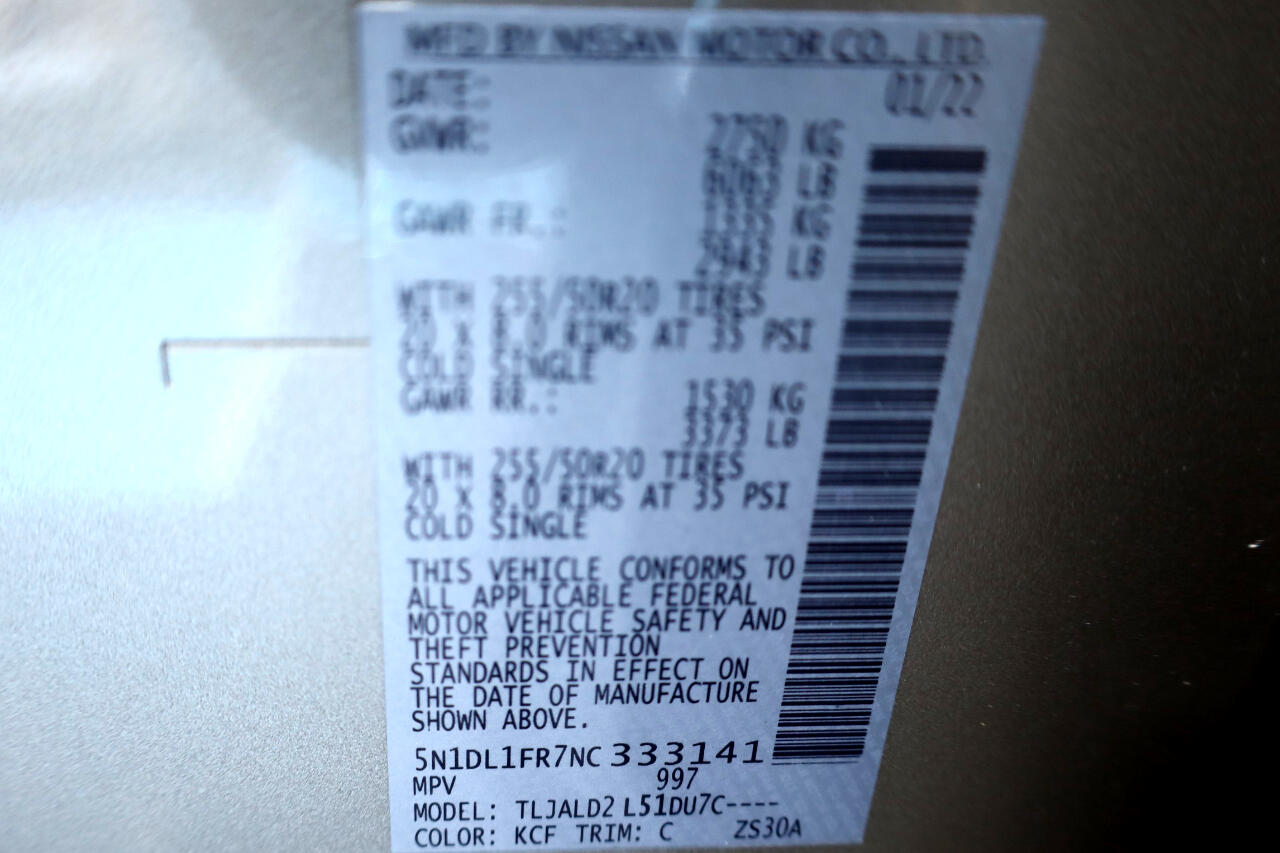 MFD BY NISSAN MOTOR CO., LTD.
DATE: 01/22
GVWR: 2750 KG
6063 LB
GAWR FR.: 1335 KG
2943 LB
WITH 255/50R20 TIRES
20 X 8.0 RIMS AT 35 PSI
COLD SINGLE
GAWR RR.: 1530 KG
3373 LB
WITH 255/50R20 TIRES
20 X 8.0 RIMS AT 35 PSI
COLD SINGLE
THIS VEHICLE CONFORMS TO
ALL APPLICABLE FEDERAL
MOTOR VEHICLE SAFETY AND
THEFT PREVENTION
STANDARDS IN EFFECT ON
THE DATE OF MANUFACTURE
SHOWN ABOVE.
5N1DL1FR7NC333141
MPV 997
MODEL: TLJALD2 L51DU7C----
COLOR: KCF TRIM: C ZS30A